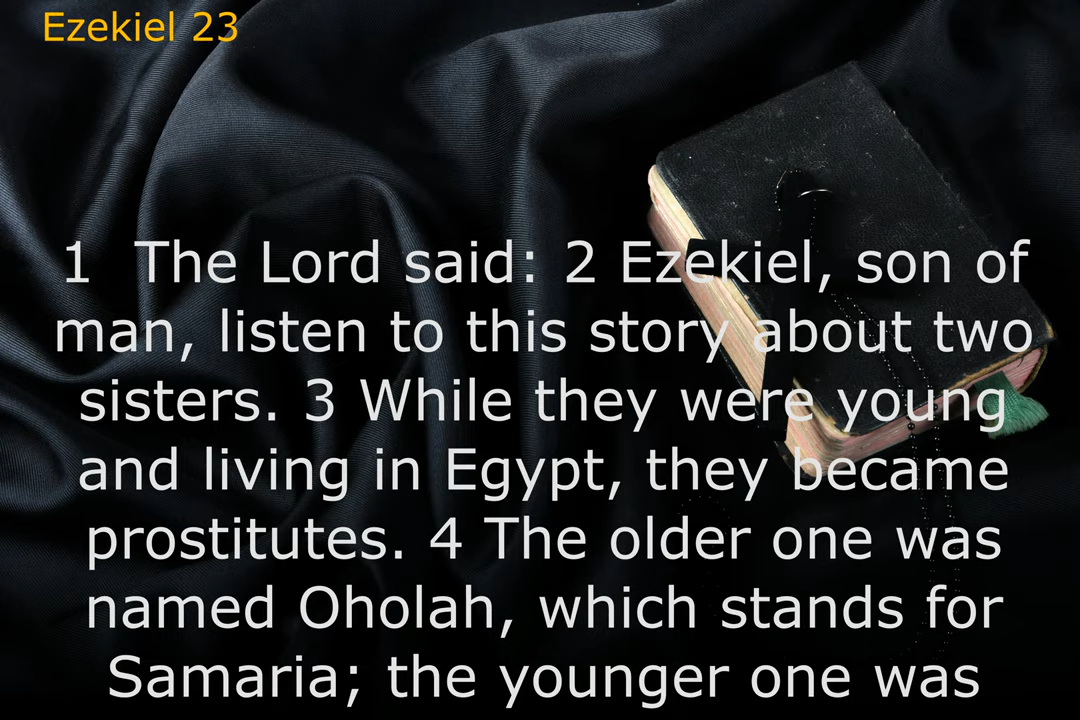 Ezekiel 23
1 The Lord said: 2 Ezekiel, son of
man, listen to this story about two
sisters. 3 While they were young
and living in Egypt, they became
prostitutes. 4 The older one was
named Oholah, which stands for
Samaria; the younger one was